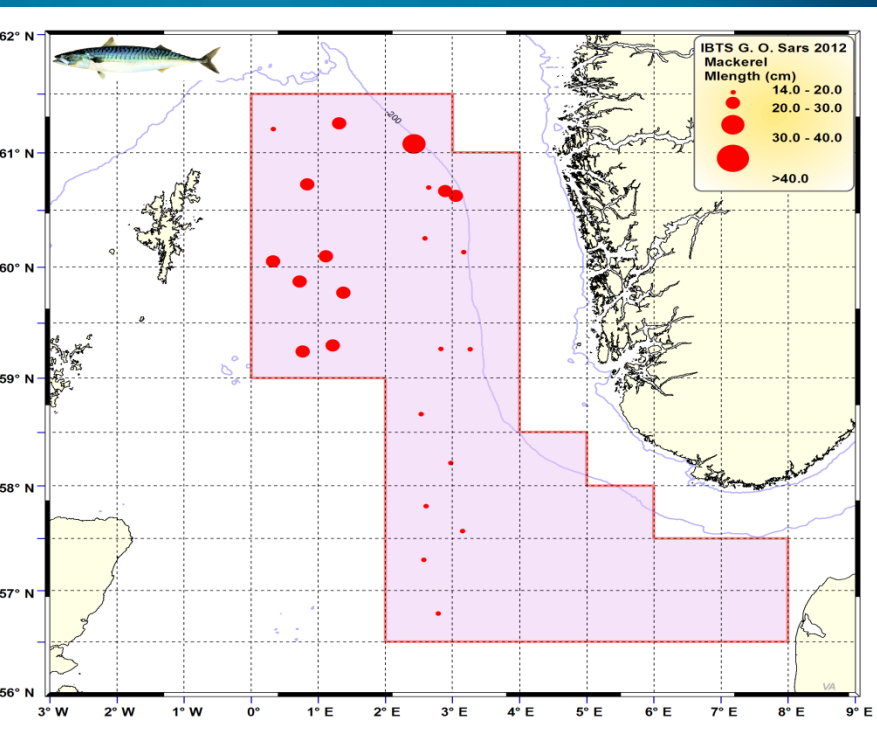 62° N
61° N
60° N
59° N
58° N
57° N
56° N
IBTS G. O. Sars 2012
Mackerel
Mlength (cm)
14.0 - 20.0
20.0 - 30.0
30.0 - 40.0
>40.0
-200
VA
3° W 2° W 1° W 0° 1° E 2° E 3° E 4° E 5° E 6° E 7° E 8° E 9° E